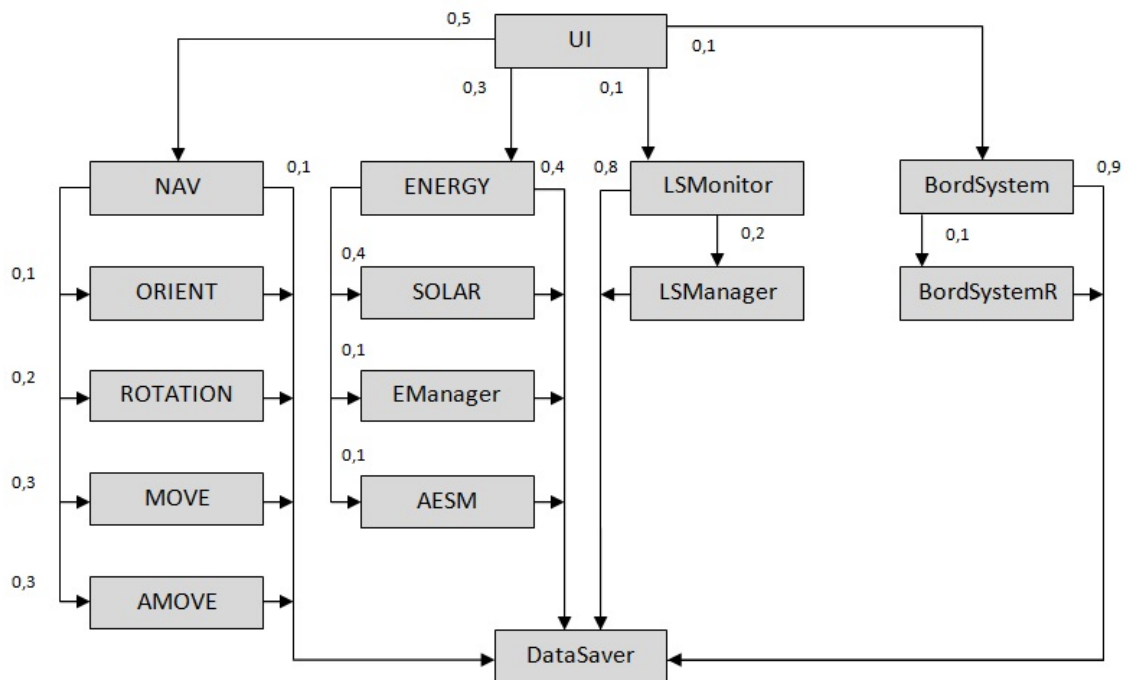 0,5
UI
0,1
0,3
0,1
NAV
0,1
ENERGY
0,4
0,8
LSMonitor
BordSystem
0,9
0,2
0,1
0,1
ORIENT
0,4
SOLAR
LSManager
BordSystemR
0,2
ROTATION
0,1
EManager
0,3
MOVE
0,1
AESM
0,3
AMOVE
DataSaver